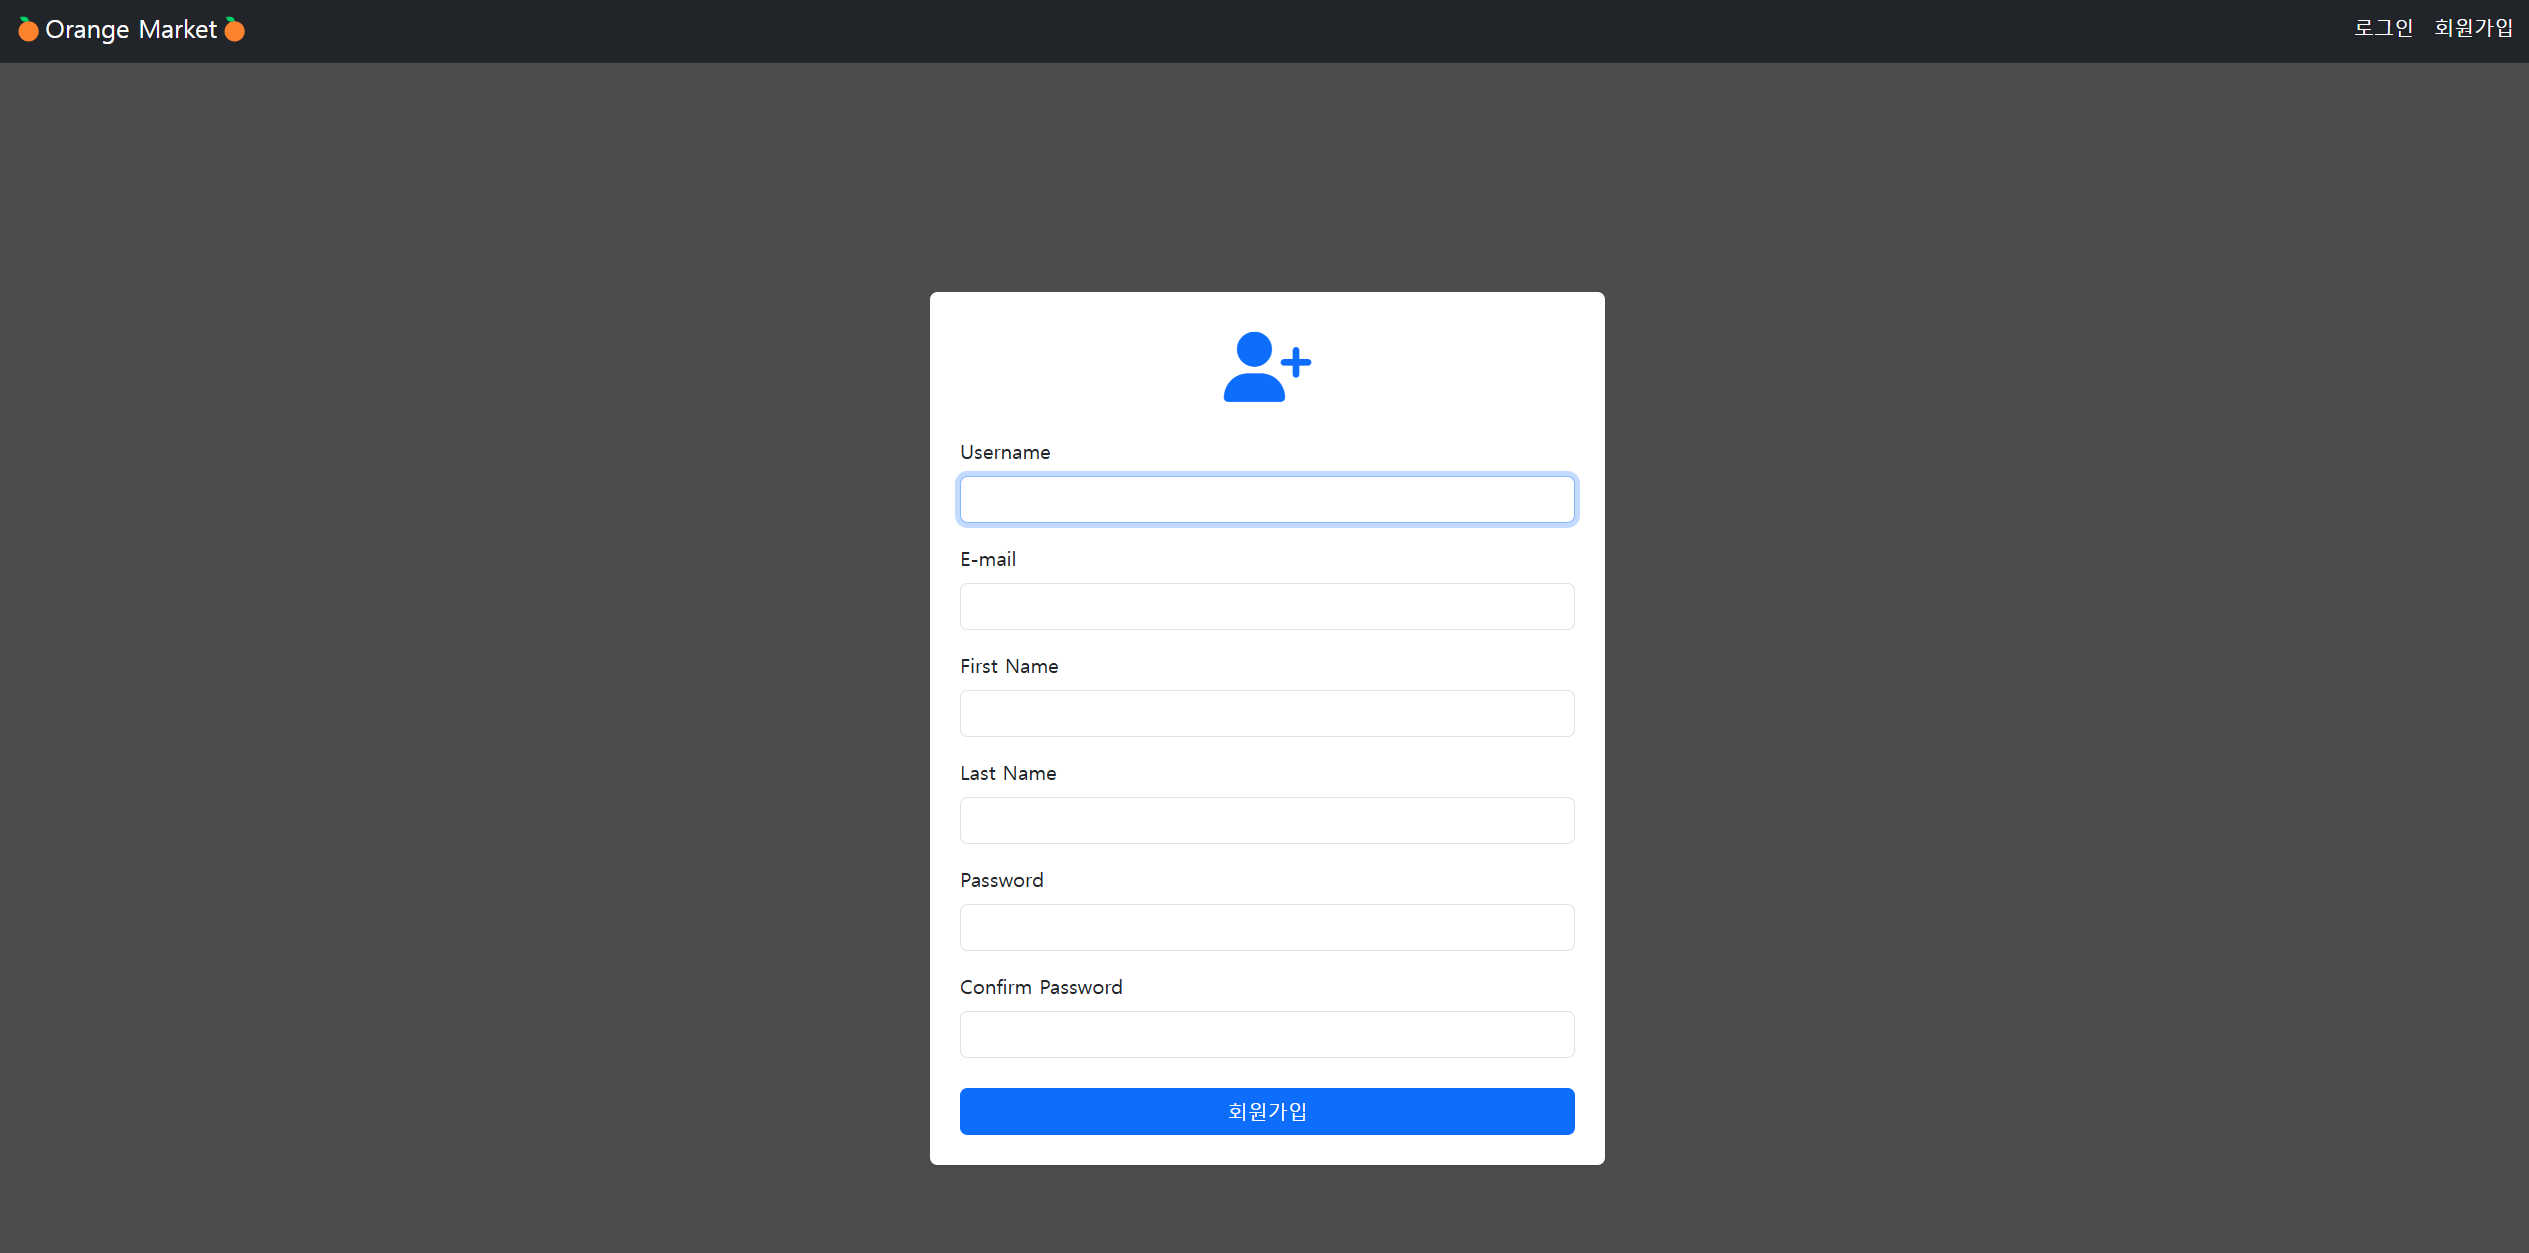 🍊Orange Market🍊
로그인 회원가입
Username
E-mail
First Name
Last Name
Password
Confirm Password
회원가입